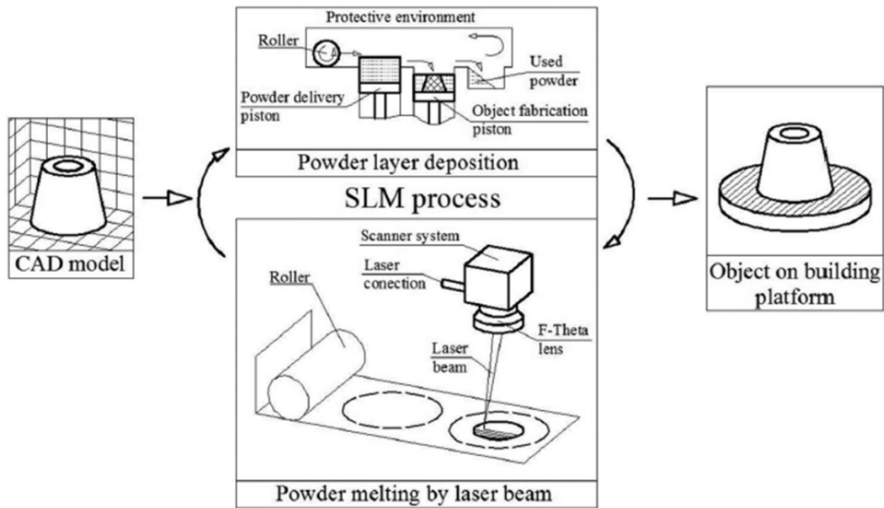 Protective environment
Roller
Used
powder
Powder delivery
piston
Object fabrication
piston
Powder layer deposition
SLM process
CAD model
Scanner system
Laser
conection
Roller
F-Theta
lens
Laser
beam
Powder melting by laser beam
Object on building
platform